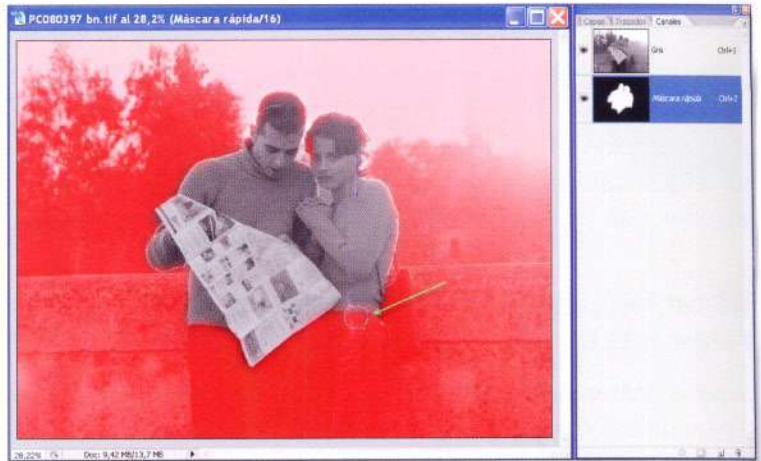 PC080397 bn.tif al 28,2% (Máscara rápida/16)
Capas Trazados Canales
Gris Ctrl+1
Máscara rápida Ctrl+2
28,22% Doc: 9,42 MB/13,7 MB